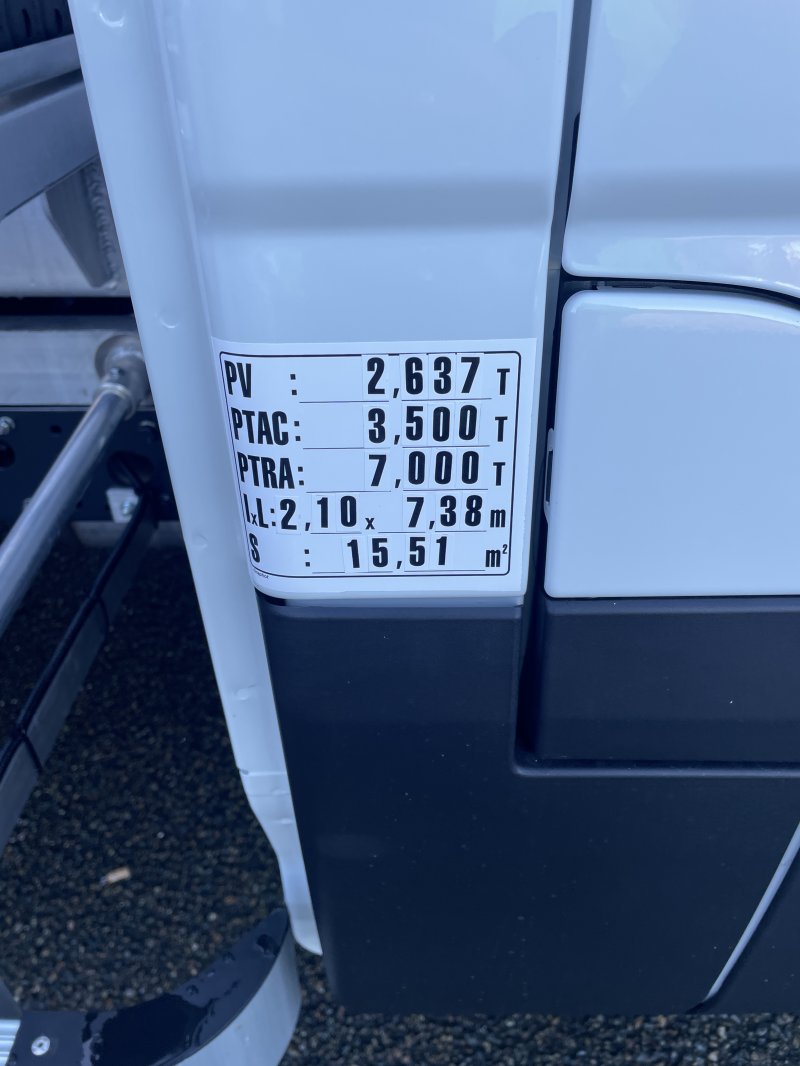 PV : 2,637 T
PTAC: 3,500 T
PTRA: 7,000 T
lxL:2,10 x 7,38 m
S : 15,51 m²